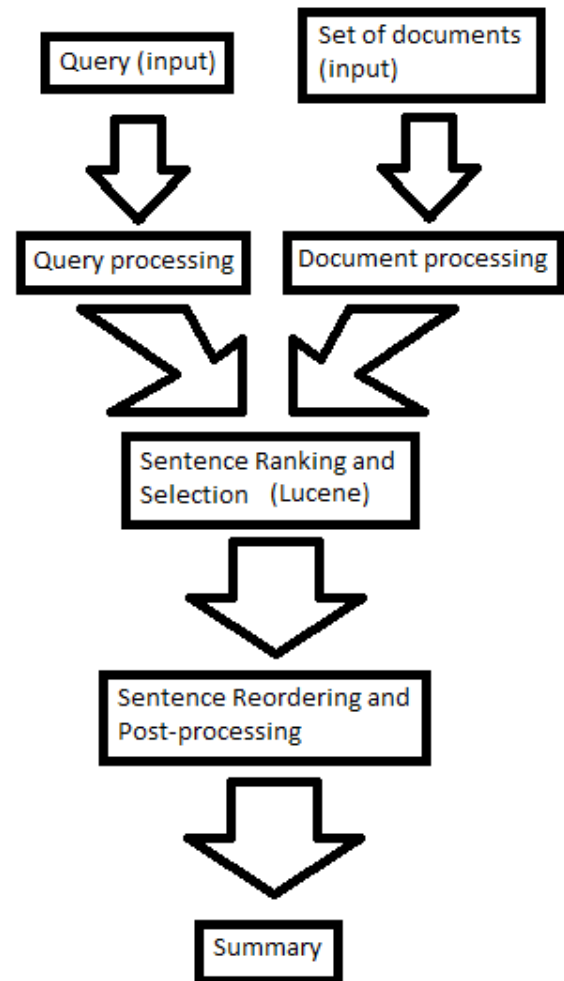 Query (input)
Set of documents
(input)
Query processing
Document processing
Sentence Ranking and
Selection (Lucene)
Sentence Reordering and
Post-processing
Summary